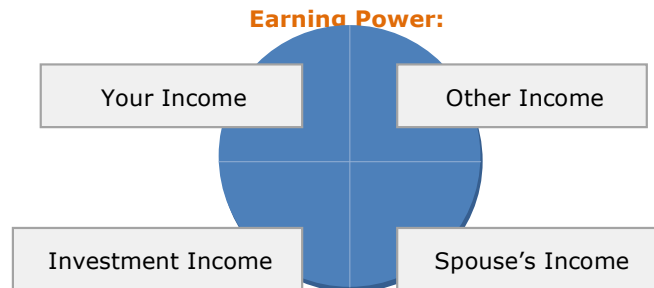 Earning Power:
Your Income
Other Income
Investment Income
Spouse’s Income